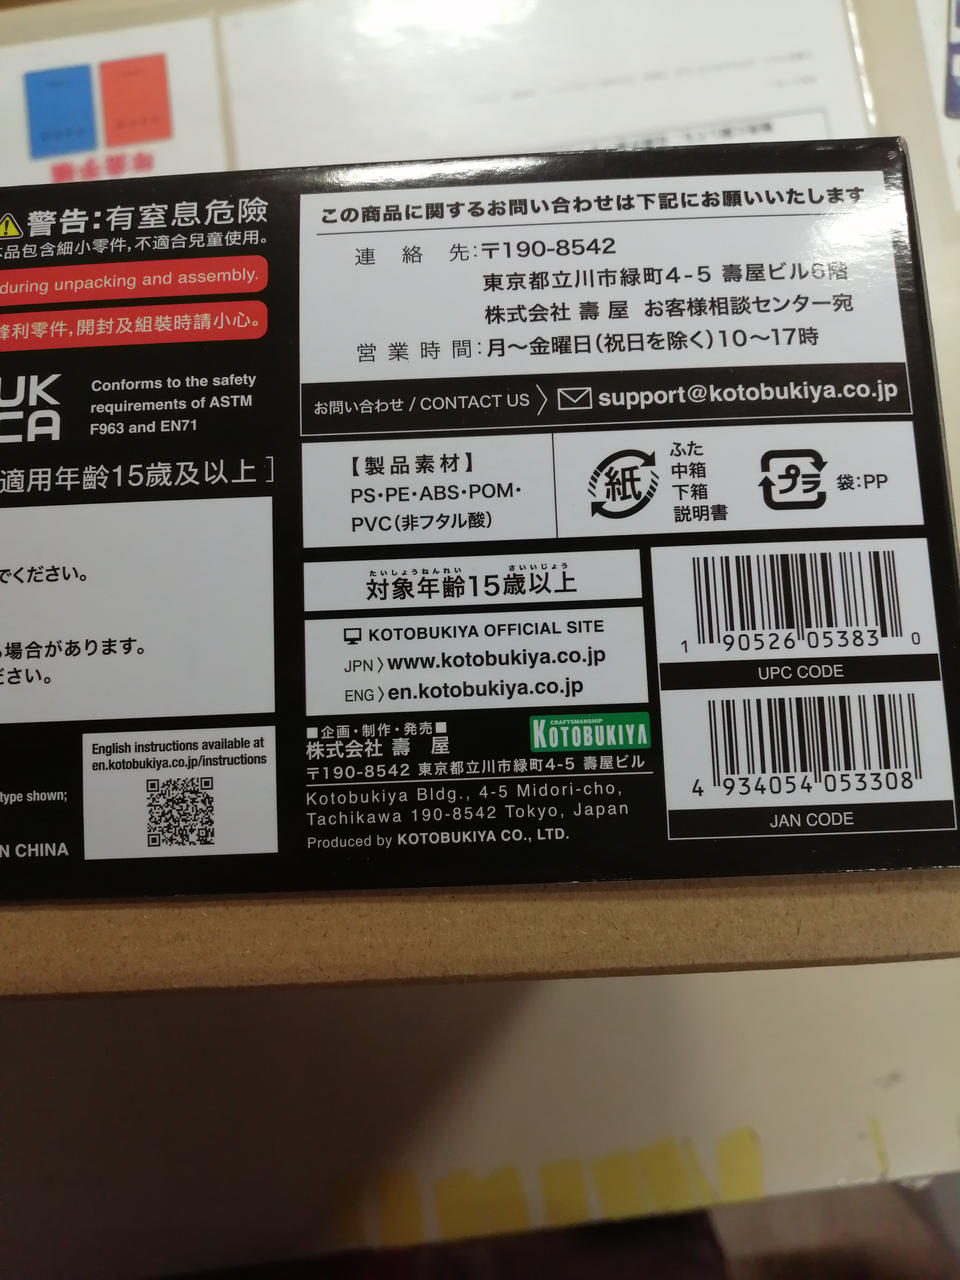 年金手帳
警告:有窒息危險
品包含細小零件,不適合兒童使用。
during unpacking and assembly.
利零件,開封及組裝時請小心。
UK
CA
Conforms to the safety
requirements of ASTM
F963 and EN71
適用年齡15歲及以上]
でください。
場合があります。
ださい。
English instructions available at
en.kotobukiya.co.jp/instructions
type shown;
N CHINA
この商品に関するお問い合わせは下記にお願いいたします
連絡先:〒190-8542
東京都立川市緑町4-5 壽屋ビル6階
株式会社 壽屋 お客様相談センター宛
営業時間:月〜金曜日(祝日を除く)10〜17時
お問い合わせ / CONTACT US 〉 support@kotobukiya.co.jp
【製品素材】
PS・PE・ABS・POM・
PVC(非フタル酸)
紙
ふた
中箱
下箱
説明書
プラ
袋:PP
たいしょうねんれい さいいじょう
対象年齢15歳以上
KOTOBUKIYA OFFICIAL SITE
JPN〉www.kotobukiya.co.jp
ENG〉en.kotobukiya.co.jp
■企画・制作・発売■
株式会社 壽 屋
CRAFTSMANSHIP
KOTOBUKIYA
〒190-8542 東京都立川市緑町4-5 壽屋ビル
Kotobukiya Bldg., 4-5 Midori-cho,
Tachikawa 190-8542 Tokyo, Japan
Produced by KOTOBUKIYA CO., LTD.
1 90526 05383 0
UPC CODE
4 934054 053308
JAN CODE